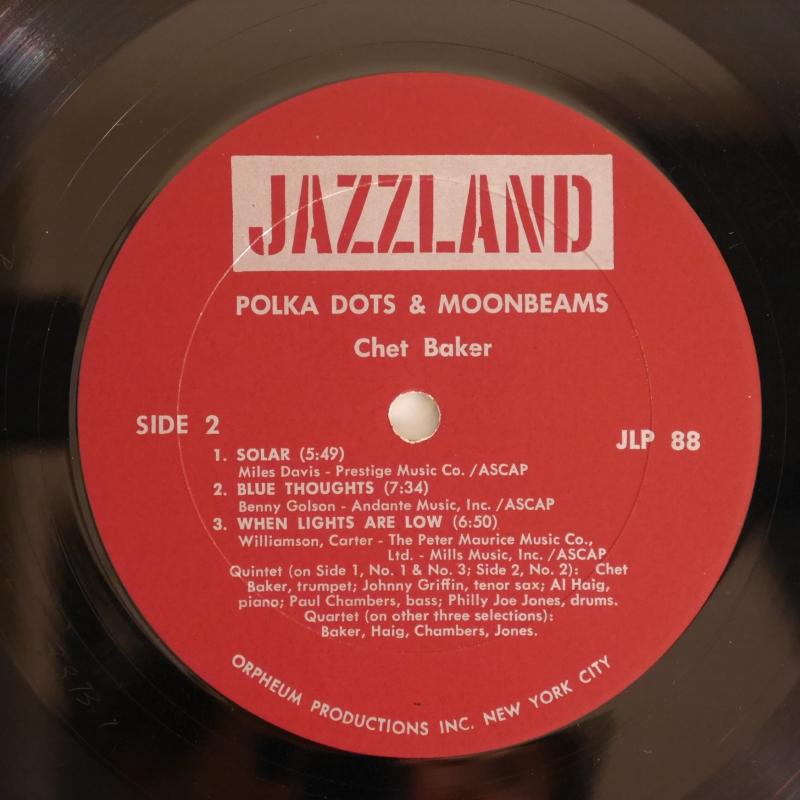 JAZZLAND
POLKA DOTS & MOONBEAMS
Chet Baker
SIDE 2
JLP 88
1. SOLAR (5:49)
Miles Davis - Prestige Music Co. /ASCAP
2. BLUE THOUGHTS (7:34)
Benny Golson - Andante Music, Inc. /ASCAP
3. WHEN LIGHTS ARE LOW (6:50)
Williamson, Carter - The Peter Maurice Music Co.,
Ltd. - Mills Music, Inc. /ASCAP
Quintet (on Side 1, No. 1 & No. 3; Side 2, No. 2): Chet
Baker, trumpet; Johnny Griffin, tenor sax; Al Haig,
piano; Paul Chambers, bass; Philly Joe Jones, drums.
Quartet (on other three selections):
Baker, Haig, Chambers, Jones.
ORPHEUM PRODUCTIONS INC. NEW YORK CITY